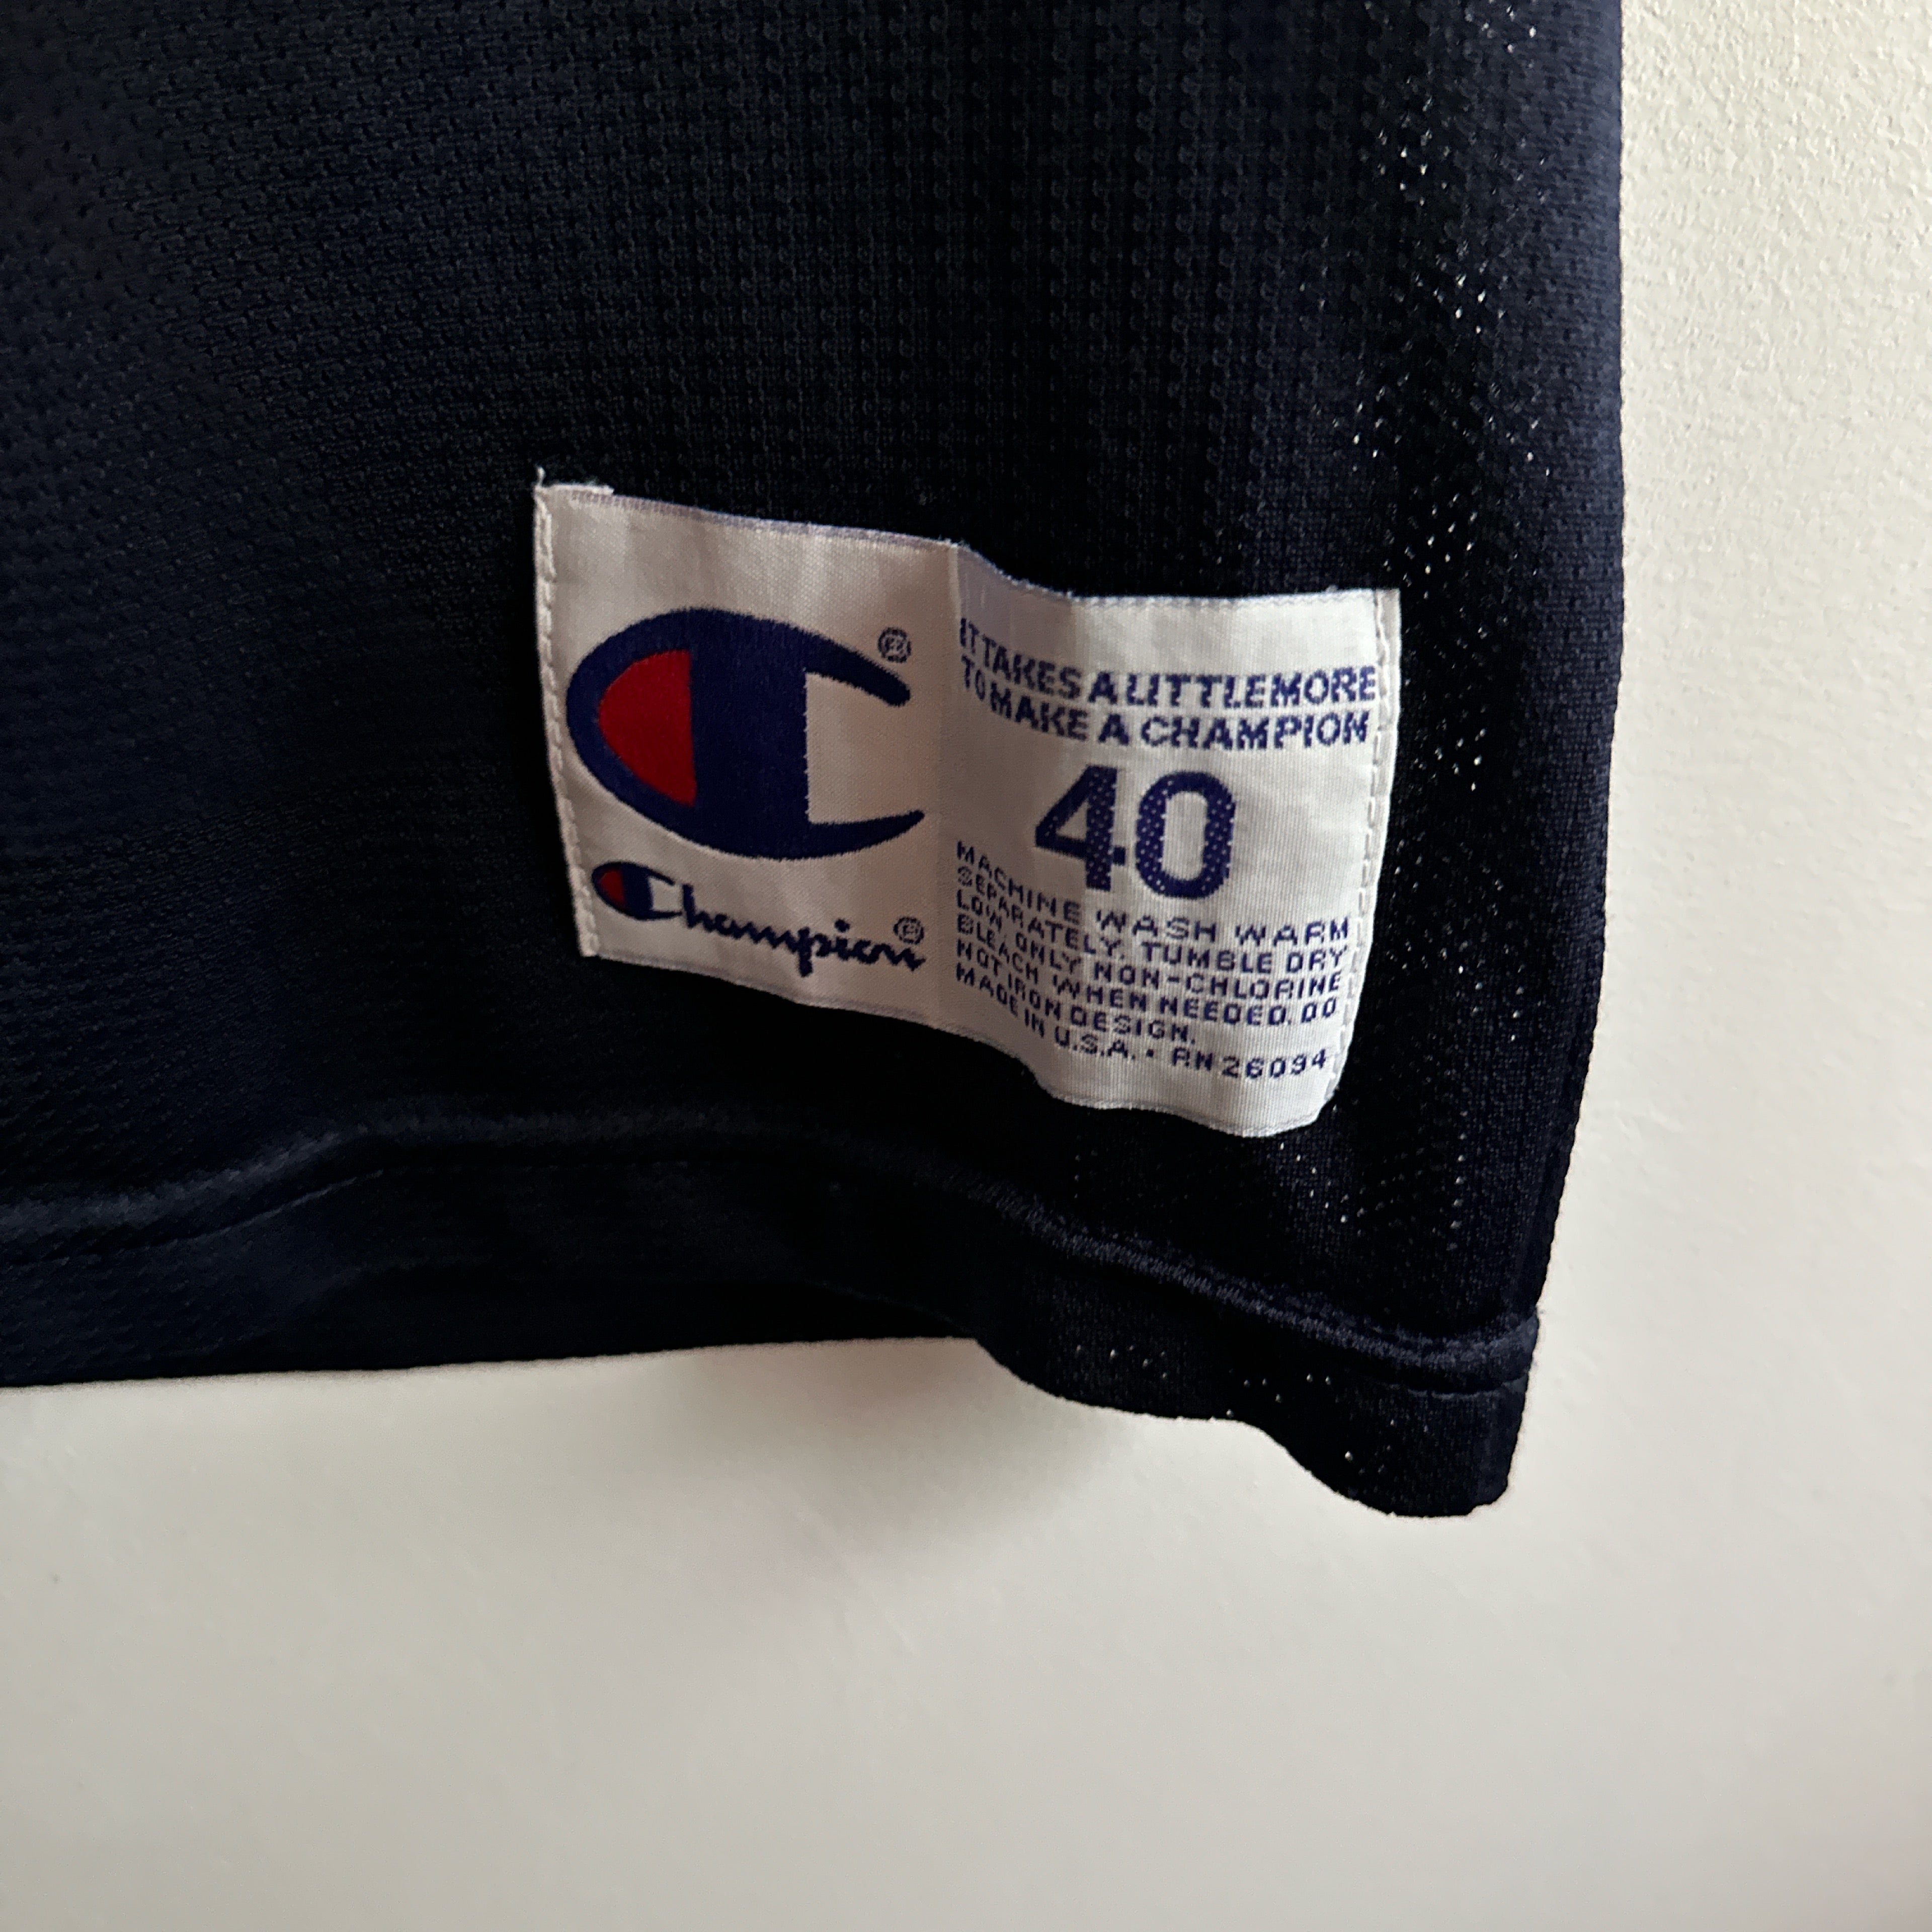 ®
Champion®
IT TAKES A LITTLE MORE
TO MAKE A CHAMPION
40
MACHINE WASH WARM
SEPARATELY. TUMBLE DRY
LOW. ONLY NON-CHLORINE
BLEACH WHEN NEEDED. DO
NOT IRON DESIGN.
MADE IN U.S.A. • RN 26094